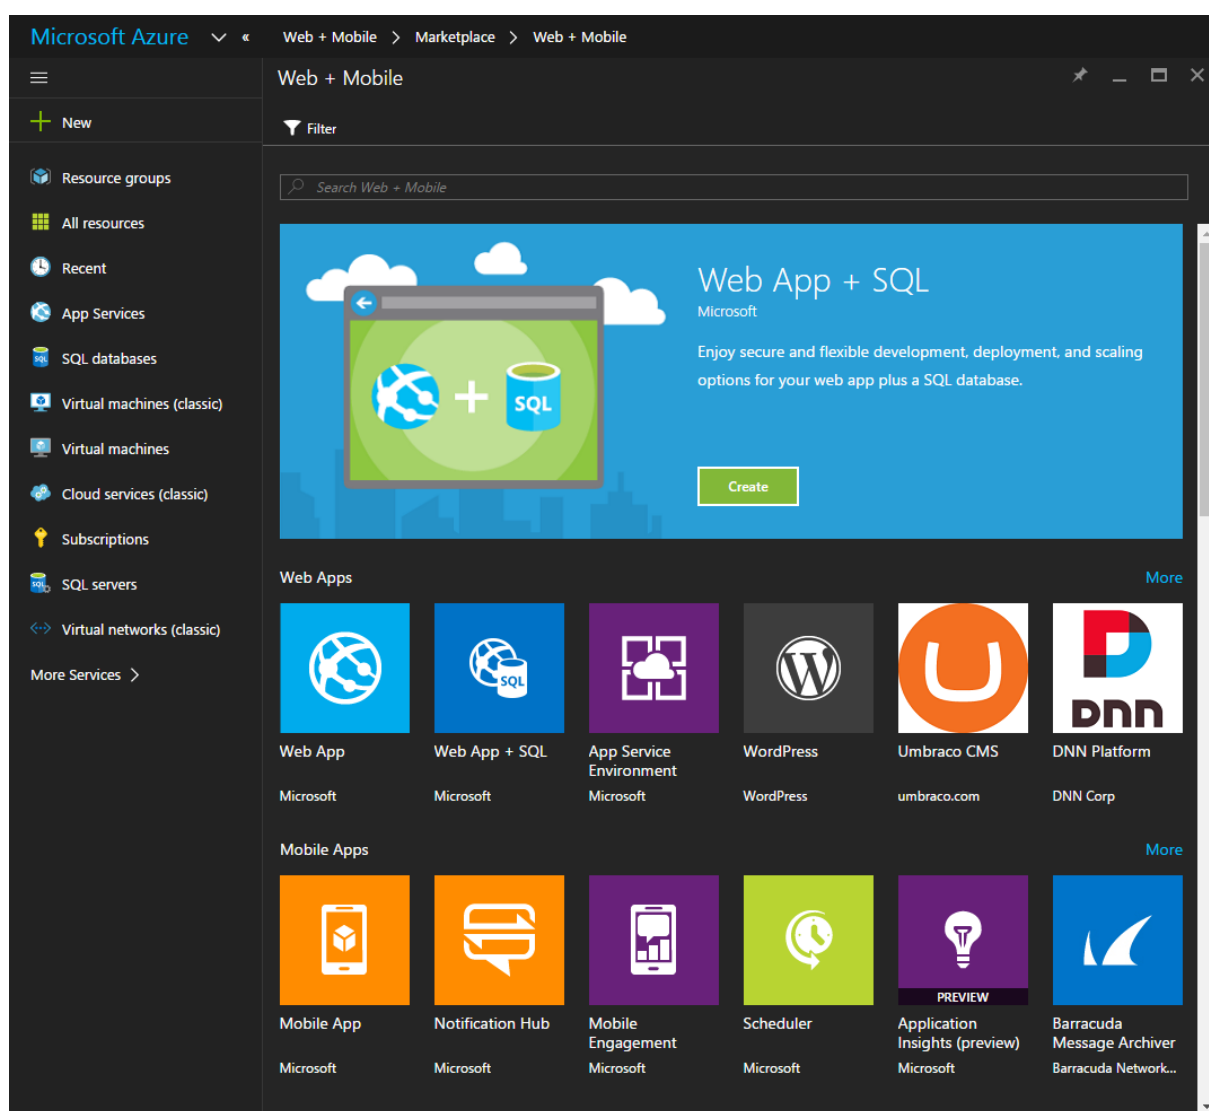 Microsoft Azure
Web + Mobile > Marketplace > Web + Mobile
Web + Mobile
New
Filter
Resource groups
All resources
Recent
App Services
SQL databases
Virtual machines (classic)
Virtual machines
Cloud services (classic)
Subscriptions
SQL servers
Virtual networks (classic)
More Services >
Search Web + Mobile
SQL
Web App + SQL
Microsoft
Enjoy secure and flexible development, deployment, and scaling
options for your web app plus a SQL database.
Create
Web Apps More
SQL
DNN
Web App
Microsoft
Web App + SQL
Microsoft
App Service
Environment
Microsoft
WordPress
WordPress
Umbraco CMS
umbraco.com
DNN Platform
DNN Corp
Mobile Apps More
PREVIEW
Mobile App
Microsoft
Notification Hub
Microsoft
Mobile
Engagement
Microsoft
Scheduler
Microsoft
Application
Insights (preview)
Microsoft
Barracuda
Message Archiver
Barracuda Network...